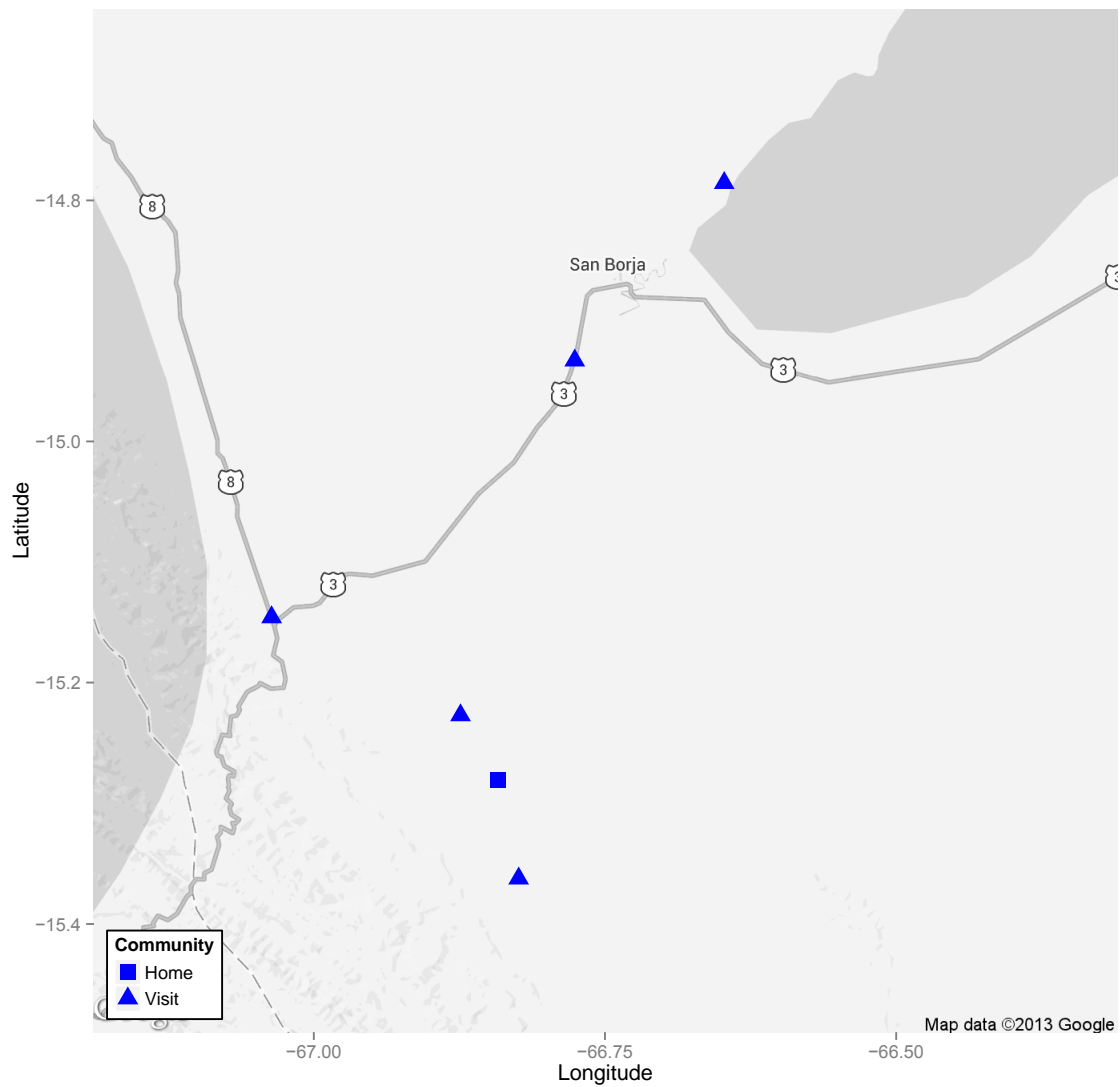 8
−14.8
San Borja
3
3
3
−15.0
8
Latitude
3
−15.2
−15.4
Community
Home
Visit
Map data ©2013 Google
−67.00
−66.75
−66.50
Longitude